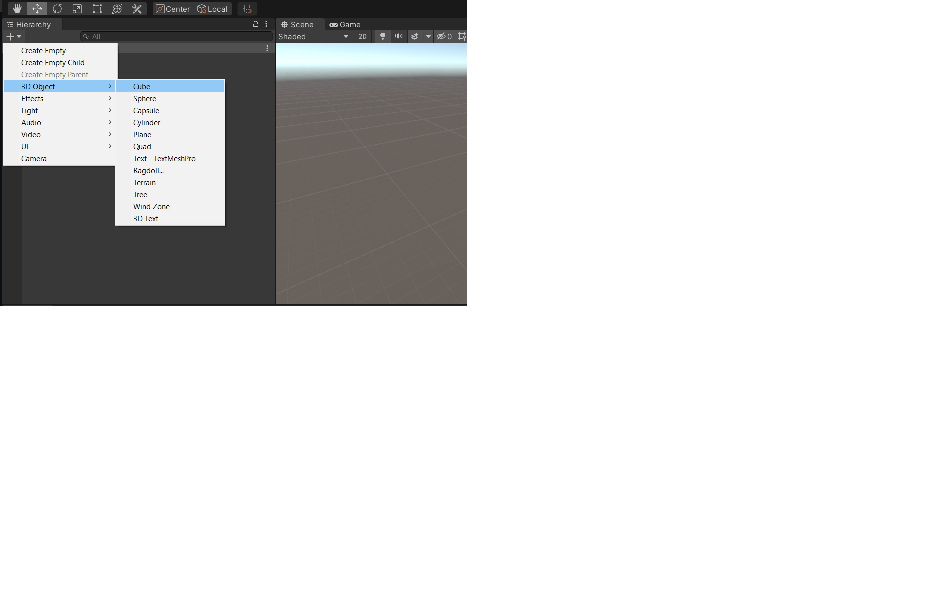 Center Local
Hierarchy
Scene Game
All
Shaded 2D 0
Create Empty
Create Empty Child
Create Empty Parent
3D Object
Effects
Light
Audio
Video
UI
Camera
Cube
Sphere
Capsule
Cylinder
Plane
Quad
Text - TextMeshPro
Ragdoll...
Terrain
Tree
Wind Zone
3D Text